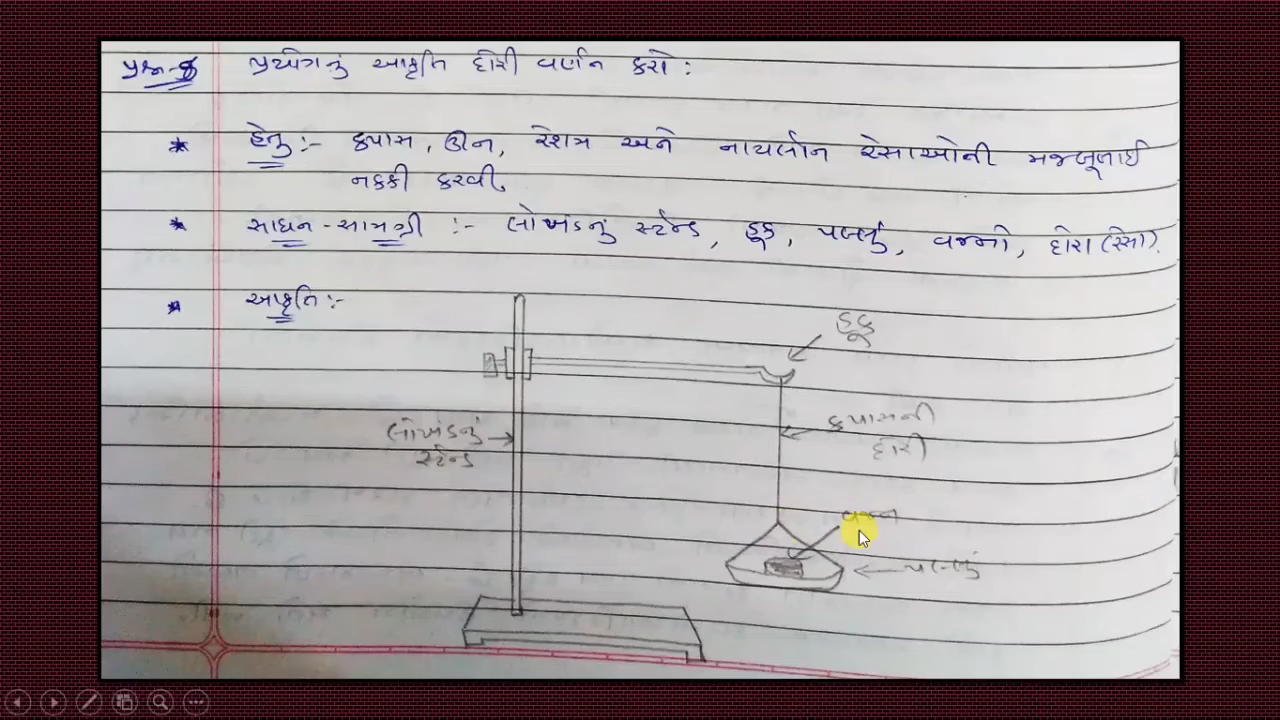 પ્રશ્ન-8 પ્રયોગનું આકૃતિ દોરી વર્ણન કરો :
* હેતુ :- કપાસ, ઊન, રેશમ અને નાયલોન રેસાઓની મજબૂતાઈ
નક્કી કરવી.
* સાધન-સામગ્રી :- લોખંડનું સ્ટેન્ડ, હૂક, પલ્લું, વજનો, દોરા (રેસા).
* આકૃતિ :-
હૂક
કપાસની
દોરી
લોખંડનું
સ્ટેન્ડ
વજન
પલ્લું